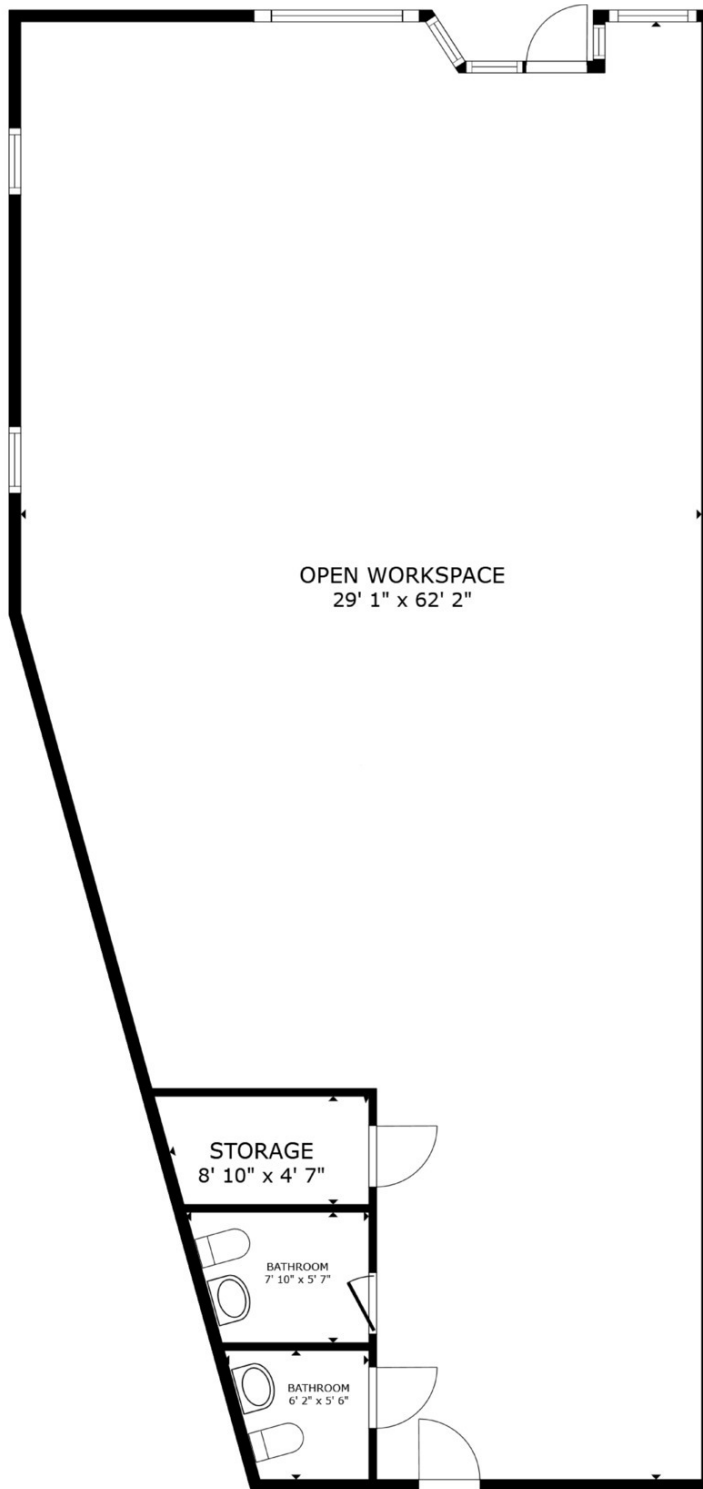 OPEN WORKSPACE
29' 1" x 62' 2"
STORAGE
8' 10" x 4' 7"
BATHROOM
7' 10" x 5' 7"
BATHROOM
6' 2" x 5' 6"